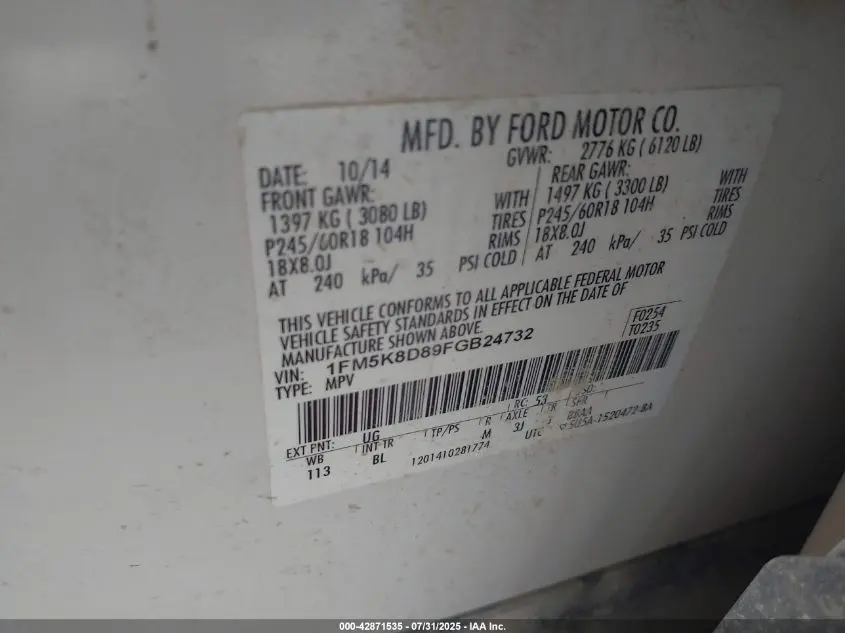 MFD. BY FORD MOTOR CO.
DATE: 10/14
GVWR: 2776 KG ( 6120 LB)
FRONT GAWR:
1397 KG ( 3080 LB) WITH
P245/60R18 104H TIRES
18X8.0J RIMS
AT 240 kPa/ 35 PSI COLD
REAR GAWR:
1497 KG ( 3300 LB) WITH
P245/60R18 104H TIRES
18X8.0J RIMS
AT 240 kPa/ 35 PSI COLD
THIS VEHICLE CONFORMS TO ALL APPLICABLE FEDERAL MOTOR
VEHICLE SAFETY STANDARDS IN EFFECT ON THE DATE OF
MANUFACTURE SHOWN ABOVE.
F0254
T0235
VIN: 1FM5K8D89FGB24732
TYPE: MPV
EXT PNT: UG RC: 53
WB INT TR TP/PS R AXLE TR SPR
113 BL M 3J
1201410281774 UTC
000-42871535 / 07/31/2025 - IAA Inc.